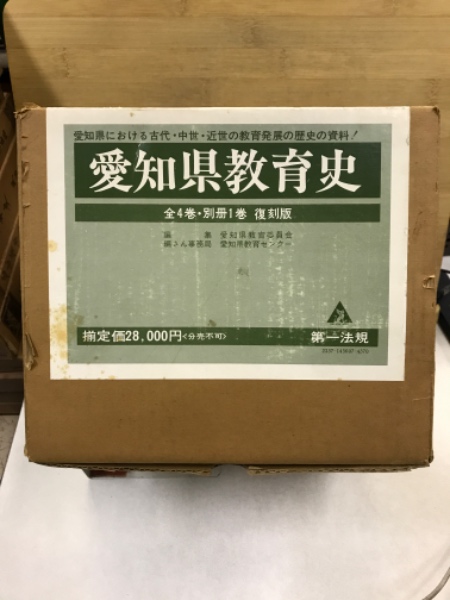 愛知県における古代・中世・近世の教育発展の歴史の資料！
愛知県教育史
全4巻・別冊1巻 復刻版
編 集 愛知県教育委員会
編さん事務局 愛知県教育センター
揃定価28,000円<分売不可>
第一法規